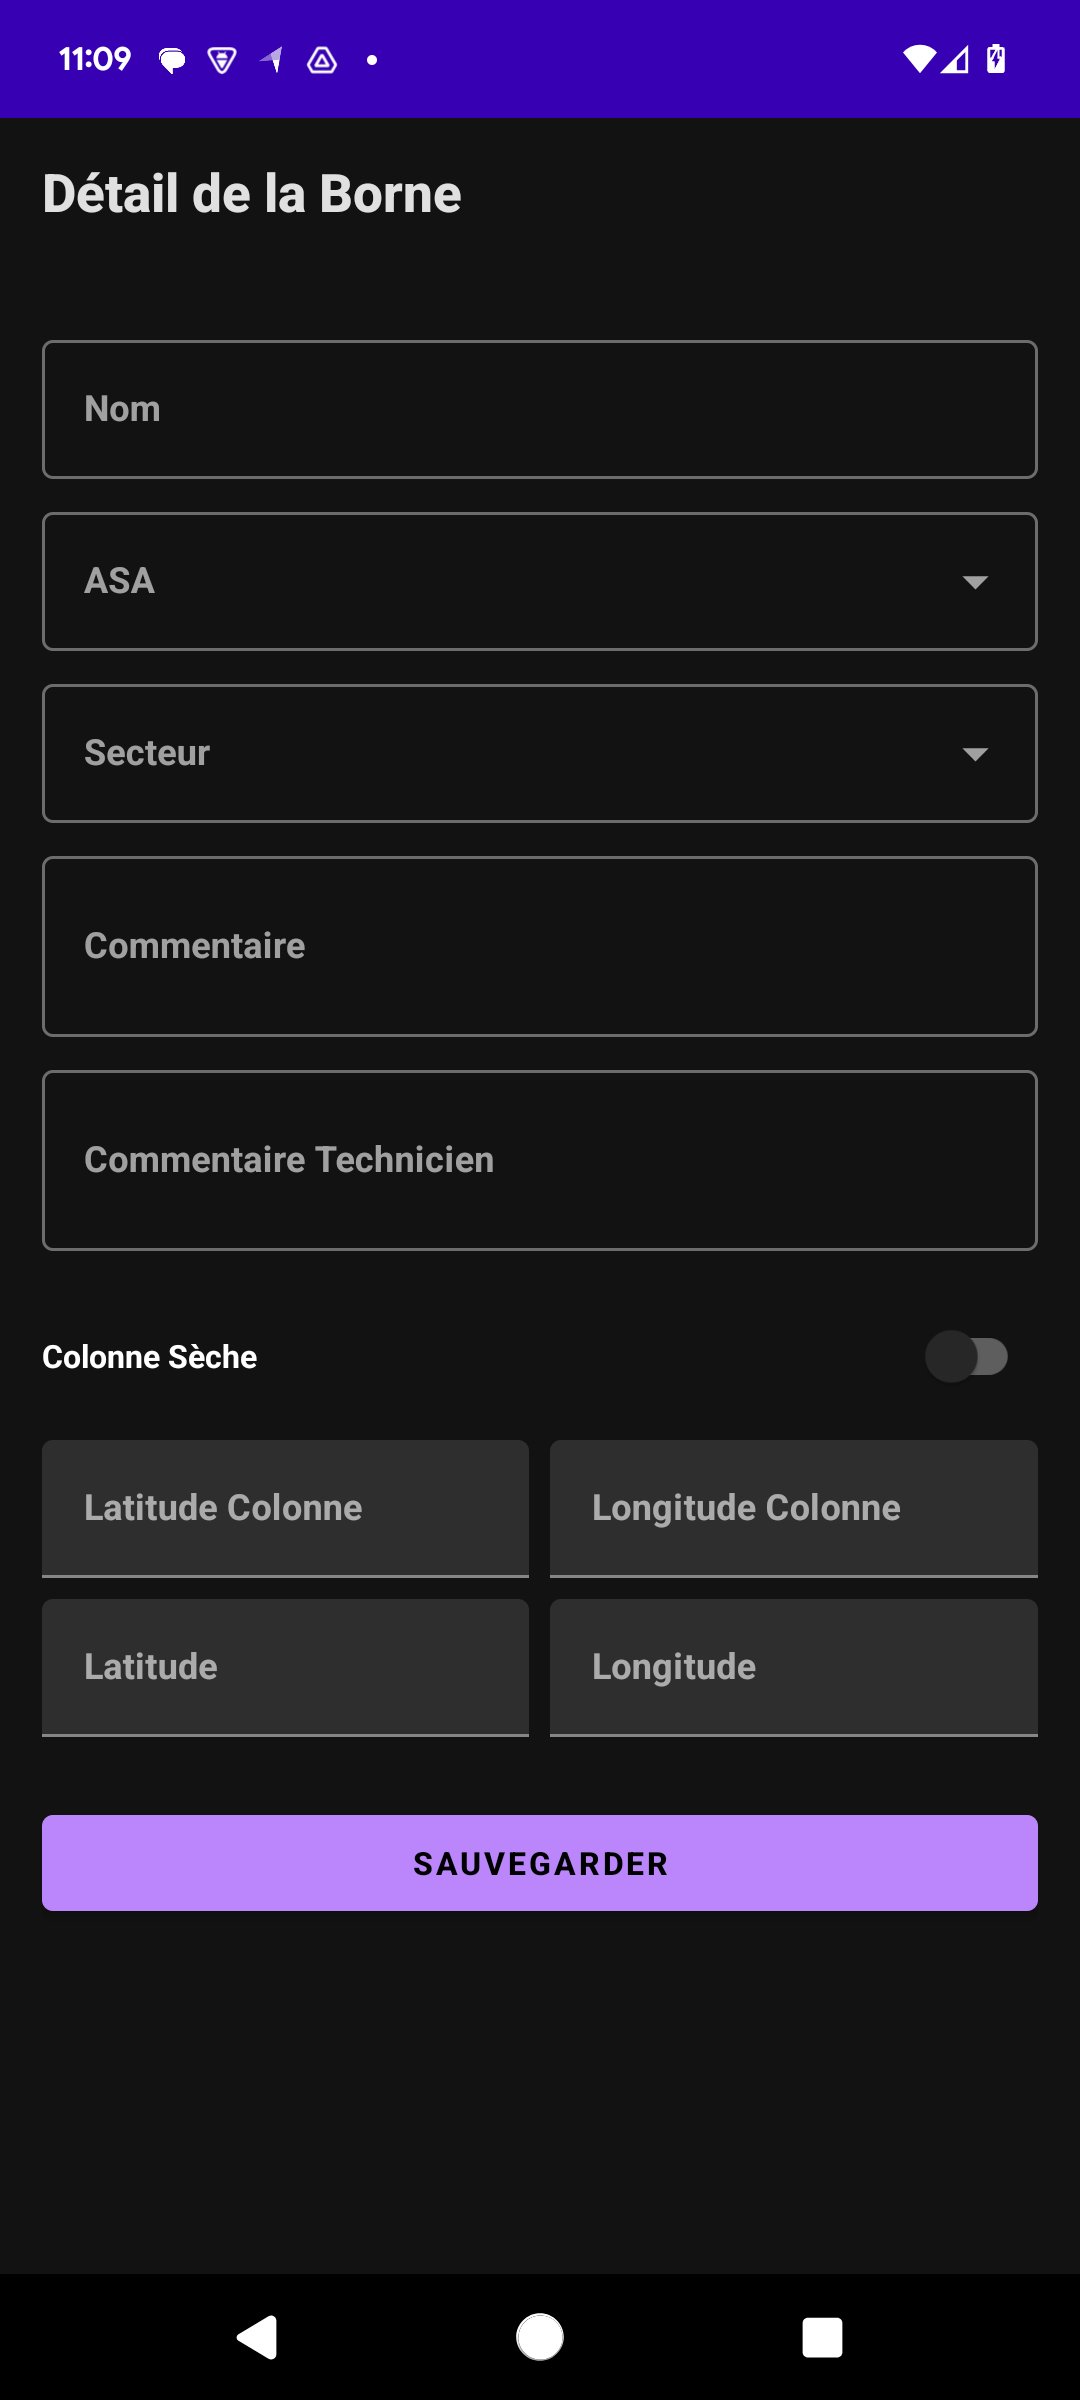 11:09
Détail de la Borne
Nom
ASA
Secteur
Commentaire
Commentaire Technicien
Colonne Sèche
Latitude Colonne
Longitude Colonne
Latitude
Longitude
SAUVEGARDER